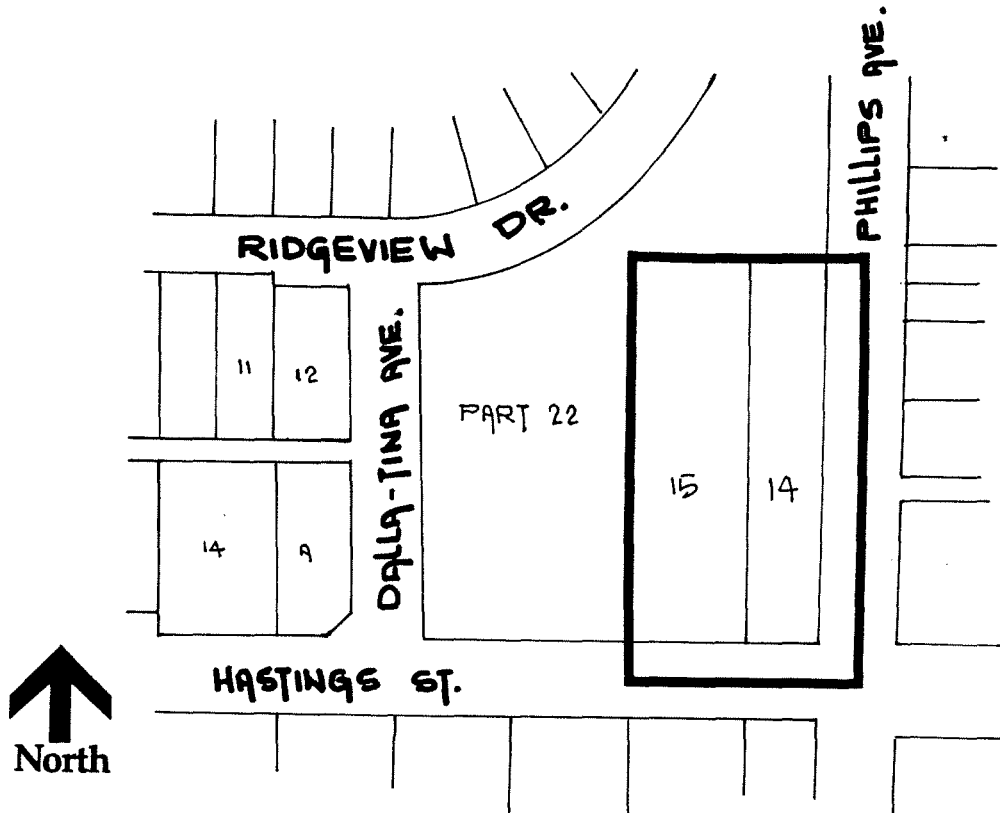 PHILLIPS AVE.
RIDGEVIEW DR.
11
12
DALLA-TINA AVE.
PART 22
15
14
14
A
HASTINGS ST.
North